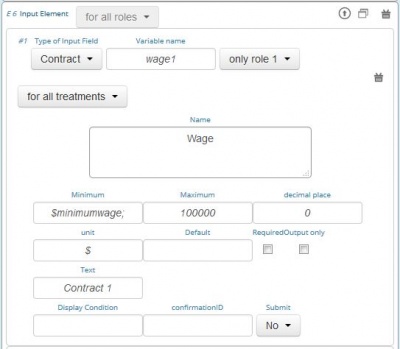 E 6 Input Element for all roles
#1 Type of Input Field Variable name
Contract wage1 only role 1
for all treatments
Name
Wage
Minimum Maximum decimal place
$minimumwage; 100000 0
unit Default Required Output only
$
Text
Contract 1
Display Condition confirmationID Submit
No